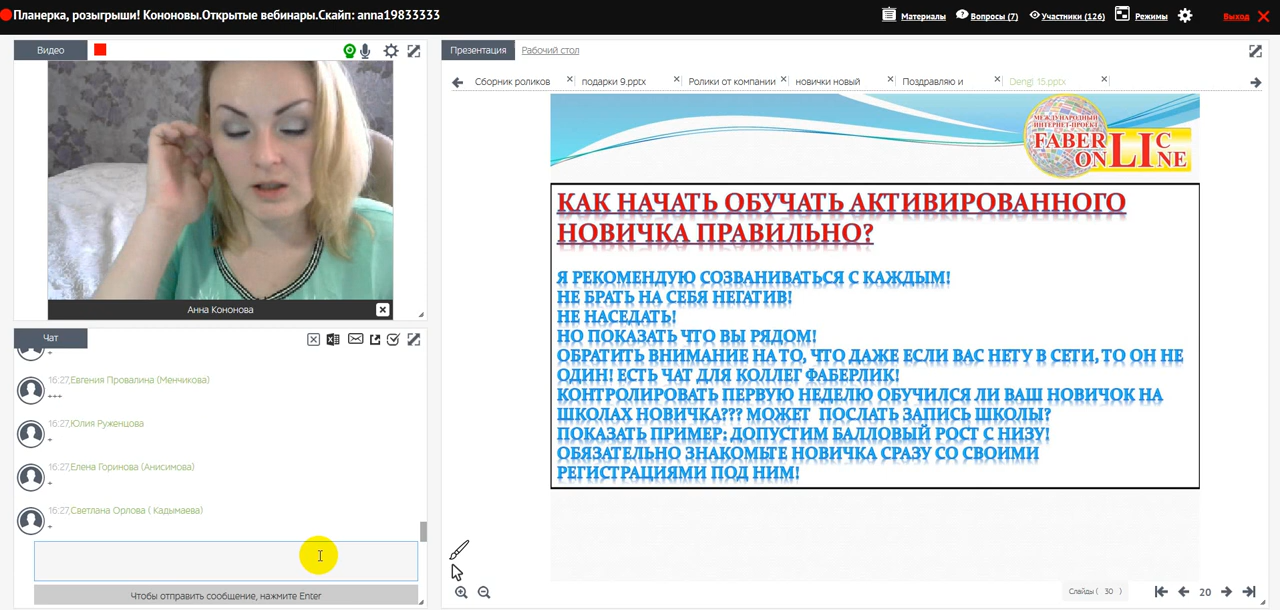 Планерка, розыгрыши! Кононовы.Открытые вебинары.Скайп: anna19833333
Материалы
Вопросы (7)
Участники (126)
Режимы
Выход
Видео
Анна Кононова
Чат
+
16:27,Евгения Провалина (Менчикова)
+++
16:27,Юлия Руженцова
+
16:27,Елена Горинова (Анисимова)
+
16:27,Светлана Орлова ( Кадымаева)
+
Чтобы отправить сообщение, нажмите Enter
Презентация
Рабочий стол
Сборник роликов
подарки 9.pptx
Ролики от компании
новички новый
Поздравляю и
Dengi 15.pptx
МЕЖДУНАРОДНЫЙ
ИНТЕРНЕТ-ПРОЕКТ
FABERLIC
ONLINE
КАК НАЧАТЬ ОБУЧАТЬ АКТИВИРОВАННОГО
НОВИЧКА ПРАВИЛЬНО?
Я РЕКОМЕНДУЮ СОЗВАНИВАТЬСЯ С КАЖДЫМ!
НЕ БРАТЬ НА СЕБЯ НЕГАТИВ!
НЕ НАСЕДАТЬ!
НО ПОКАЗАТЬ ЧТО ВЫ РЯДОМ!
ОБРАТИТЬ ВНИМАНИЕ НА ТО, ЧТО ДАЖЕ ЕСЛИ ВАС НЕТУ В СЕТИ, ТО ОН НЕ
ОДИН! ЕСТЬ ЧАТ ДЛЯ КОЛЛЕГ ФАБЕРЛИК!
КОНТРОЛИРОВАТЬ ПЕРВУЮ НЕДЕЛЮ ОБУЧИЛСЯ ЛИ ВАШ НОВИЧОК НА
ШКОЛАХ НОВИЧКА??? МОЖЕТ ПОСЛАТЬ ЗАПИСЬ ШКОЛЫ?
ПОКАЗАТЬ ПРИМЕР: ДОПУСТИМ БАЛЛОВЫЙ РОСТ С НИЗУ!
ОБЯЗАТЕЛЬНО ЗНАКОМЬТЕ НОВИЧКА СРАЗУ СО СВОИМИ
РЕГИСТРАЦИЯМИ ПОД НИМ!
Слайды ( 30 )
20